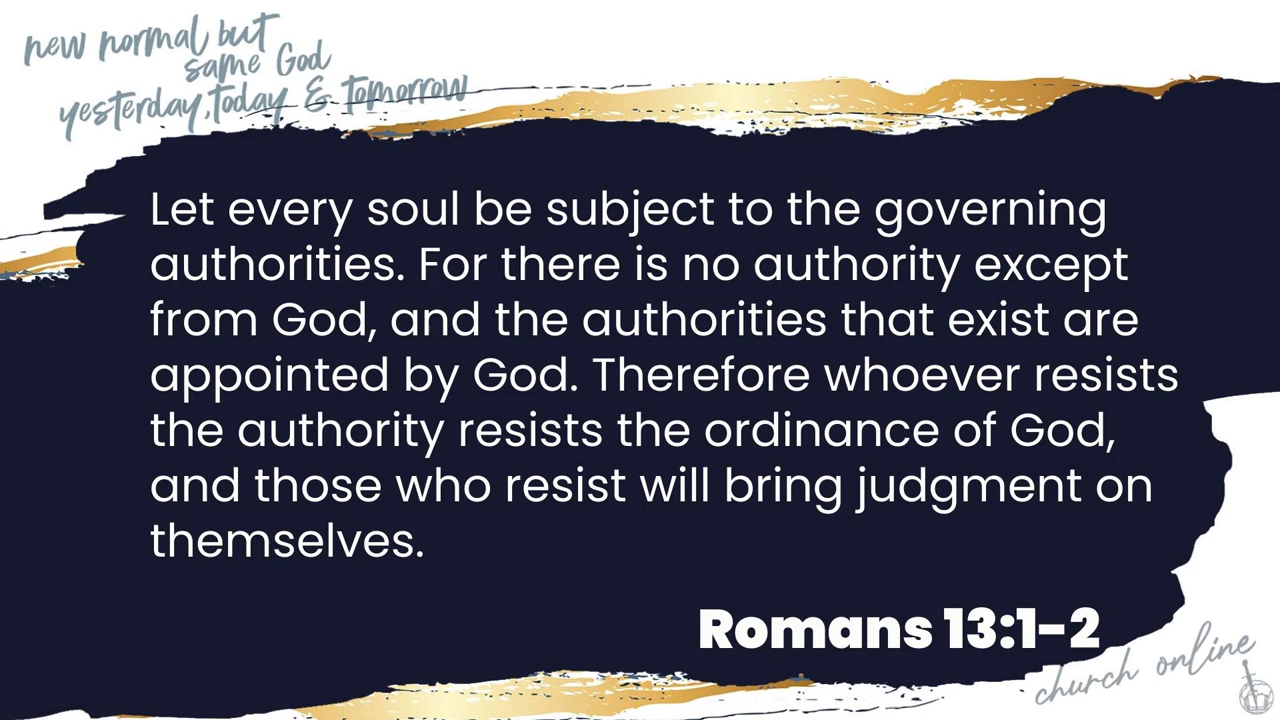 new normal but
same God
yesterday, today & tomorrow
Let every soul be subject to the governing
authorities. For there is no authority except
from God, and the authorities that exist are
appointed by God. Therefore whoever resists
the authority resists the ordinance of God,
and those who resist will bring judgment on
themselves.
Romans 13:1-2
church online